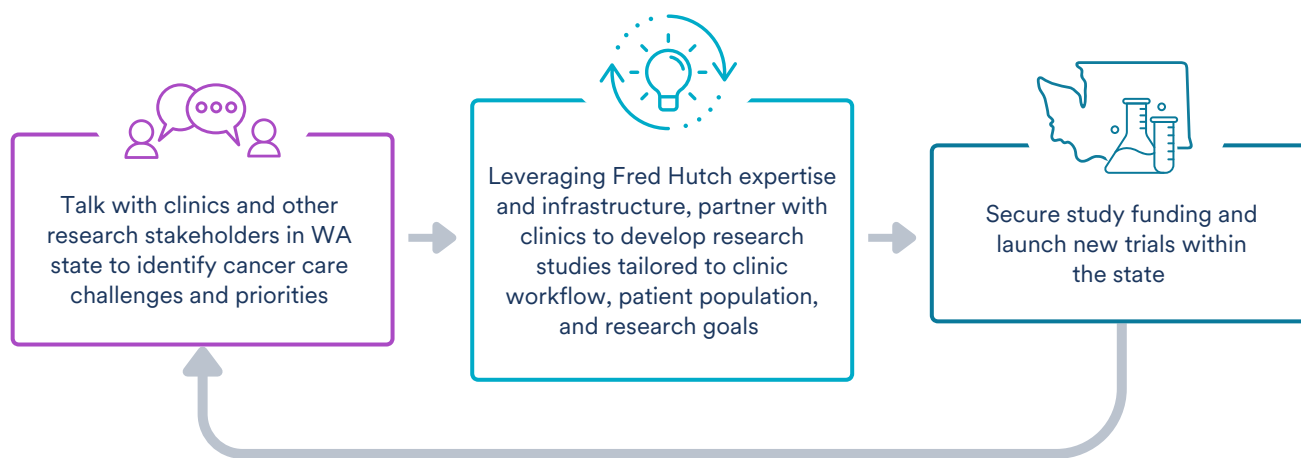 Talk with clinics and other
research stakeholders in WA
state to identify cancer care
challenges and priorities
Leveraging Fred Hutch expertise
and infrastructure, partner with
clinics to develop research
studies tailored to clinic
workflow, patient population,
and research goals
Secure study funding and
launch new trials within
the state